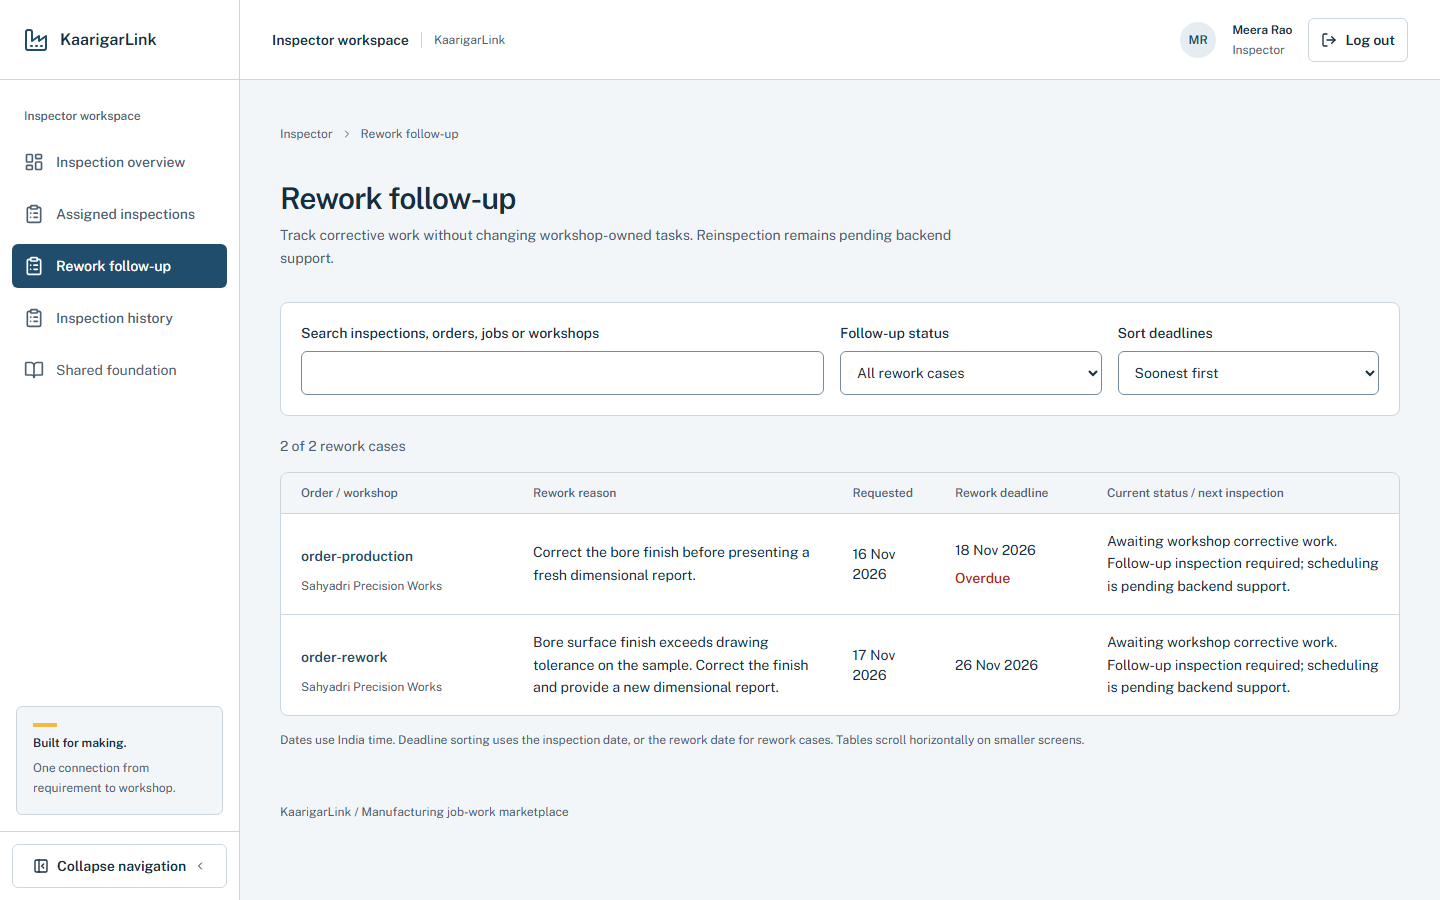 KaarigarLink
Inspector workspace
KaarigarLink
MR
Meera Rao
Inspector
Log out
Inspector workspace
Inspection overview
Assigned inspections
Rework follow-up
Inspection history
Shared foundation
Built for making.
One connection from
requirement to workshop.
Collapse navigation
Inspector
Rework follow-up
Rework follow-up
Track corrective work without changing workshop-owned tasks. Reinspection remains pending backend
support.
Search inspections, orders, jobs or workshops
Follow-up status
Sort deadlines
All rework cases
Soonest first
2 of 2 rework cases
Order / workshop
Rework reason
Requested
Rework deadline
Current status / next inspection
order-production
Sahyadri Precision Works
Correct the bore finish before presenting a
fresh dimensional report.
16 Nov
2026
18 Nov 2026
Overdue
Awaiting workshop corrective work.
Follow-up inspection required; scheduling
is pending backend support.
order-rework
Sahyadri Precision Works
Bore surface finish exceeds drawing
tolerance on the sample. Correct the finish
and provide a new dimensional report.
17 Nov
2026
26 Nov 2026
Awaiting workshop corrective work.
Follow-up inspection required; scheduling
is pending backend support.
Dates use India time. Deadline sorting uses the inspection date, or the rework date for rework cases. Tables scroll horizontally on smaller screens.
KaarigarLink / Manufacturing job-work marketplace